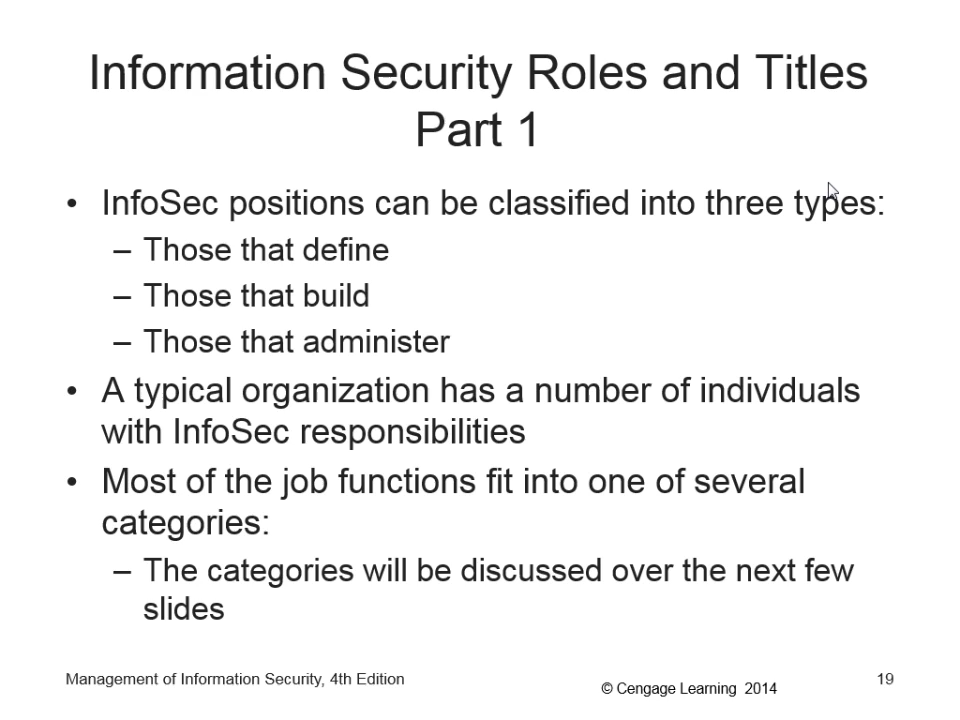 Information Security Roles and Titles
Part 1
• InfoSec positions can be classified into three types:
– Those that define
– Those that build
– Those that administer
• A typical organization has a number of individuals
with InfoSec responsibilities
• Most of the job functions fit into one of several
categories:
– The categories will be discussed over the next few
slides
Management of Information Security, 4th Edition
© Cengage Learning 2014
19